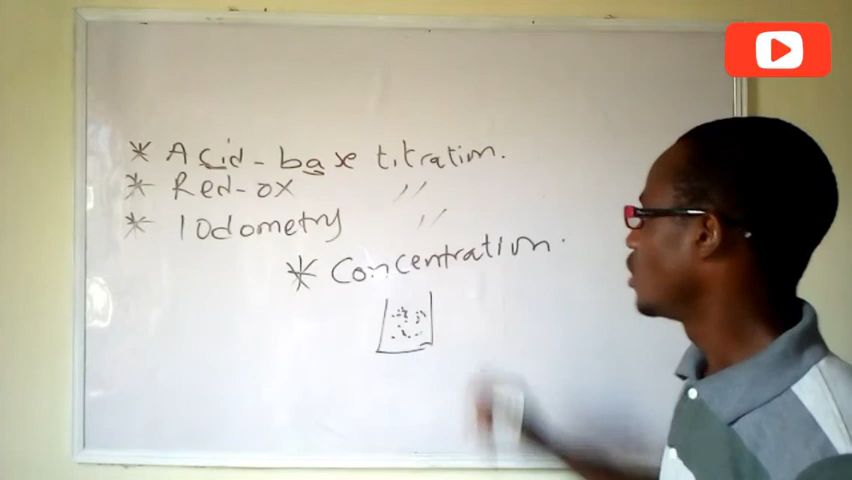 * Acid-base titration.
* Red-ox 〃
* Iodometry 〃
* Concentration.